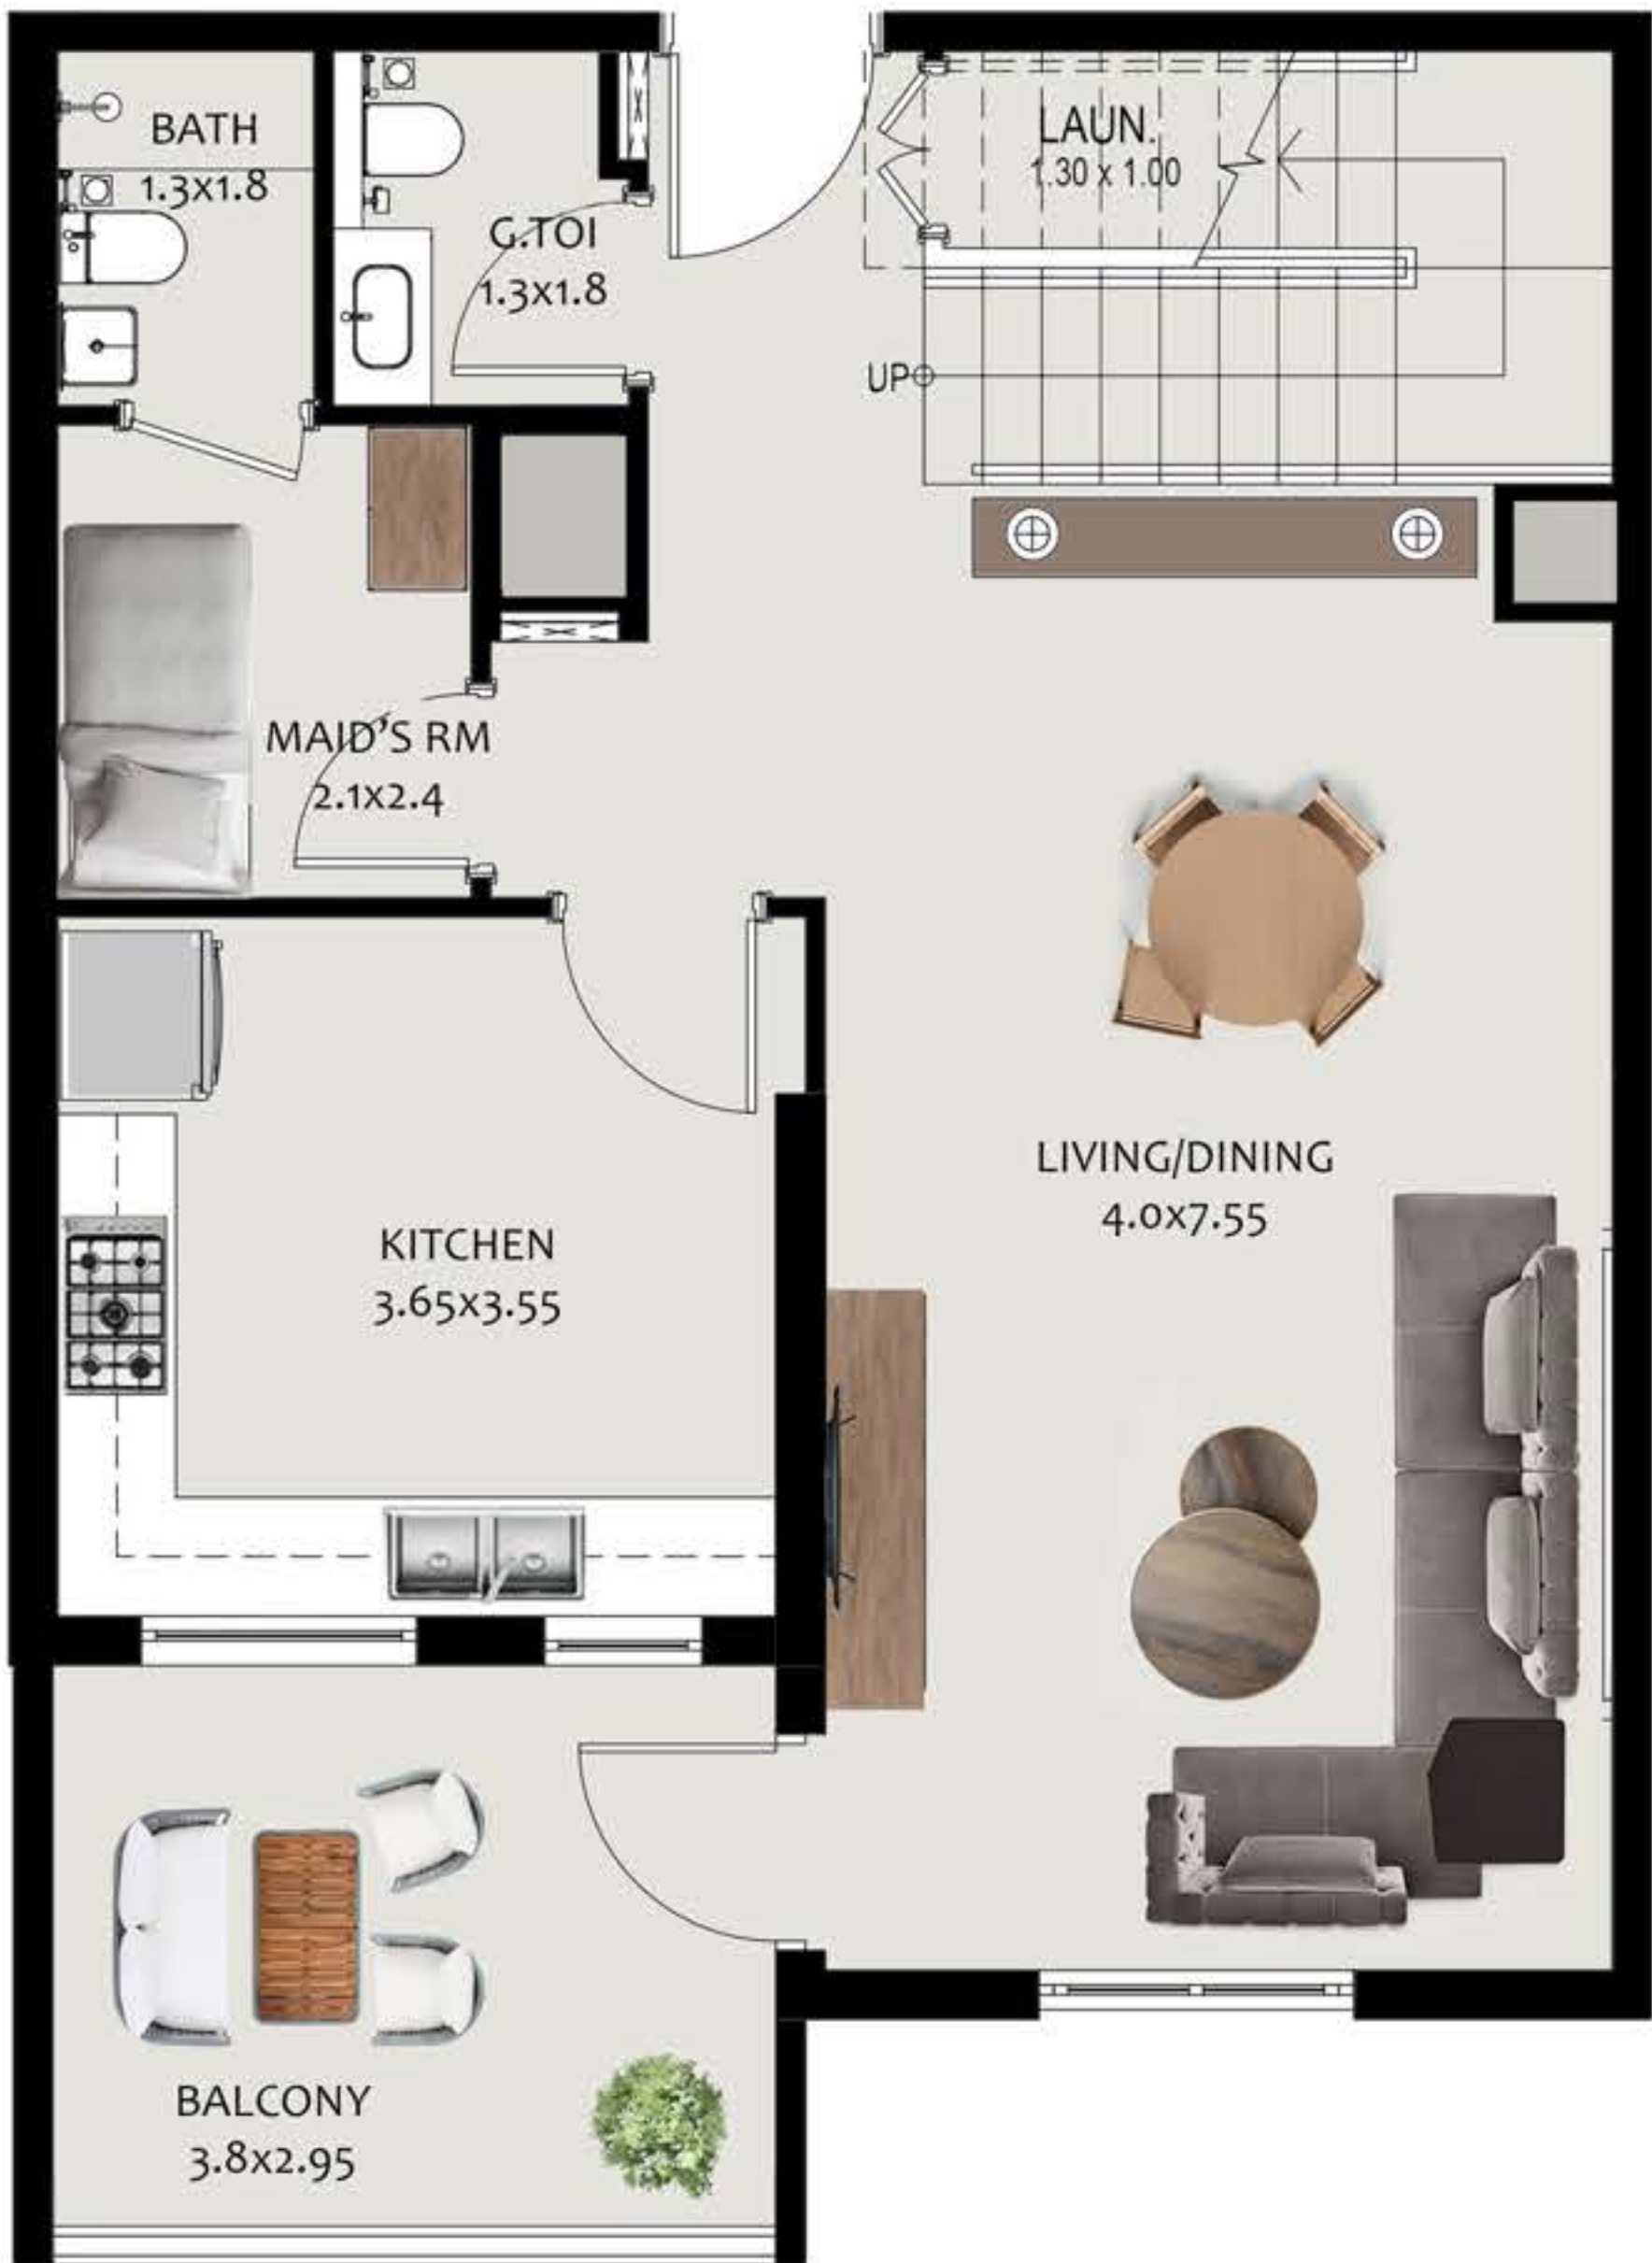 BATH
1.3x1.8
G.TOI
1.3x1.8
LAUN.
1.30 x 1.00
UP
MAID'S RM
2.1x2.4
LIVING/DINING
4.0x7.55
KITCHEN
3.65x3.55
BALCONY
3.8x2.95